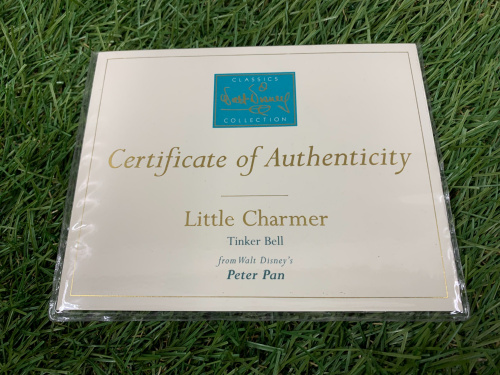 CLASSICS
Walt Disney
COLLECTION
Certificate of Authenticity
Little Charmer
Tinker Bell
from Walt Disney's
Peter Pan